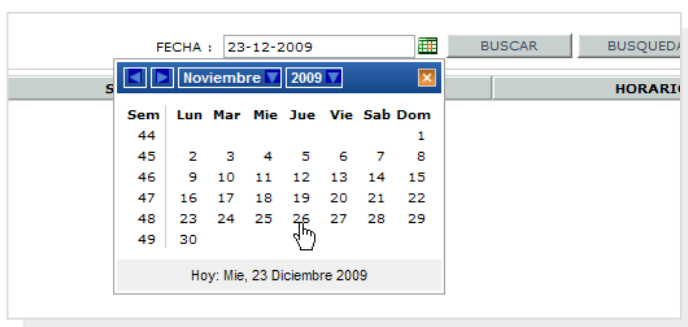 FECHA : 23-12-2009 BUSCAR BUSQUEDA
Noviembre 2009
S HORARIO
Sem Lun Mar Mie Jue Vie Sab Dom
44 1
45 2 3 4 5 6 7 8
46 9 10 11 12 13 14 15
47 16 17 18 19 20 21 22
48 23 24 25 26 27 28 29
49 30
Hoy: Mie, 23 Diciembre 2009